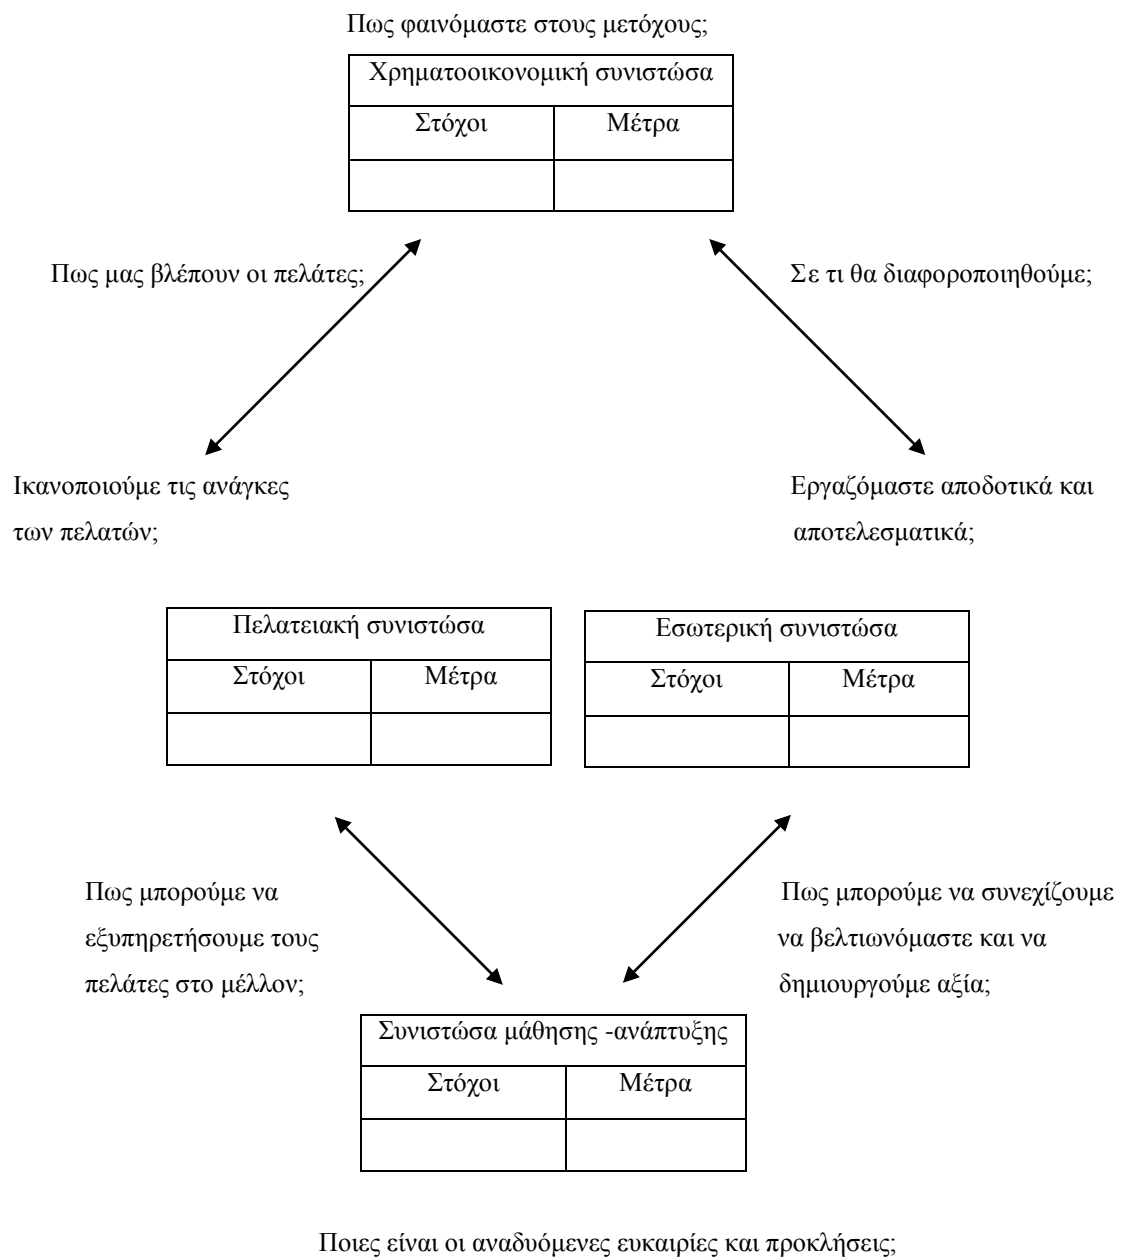 Πως φαινόμαστε στους μετόχους;
Χρηματοοικονομική συνιστώσα
Στόχοι Μέτρα
Πως μας βλέπουν οι πελάτες;
Σε τι θα διαφοροποιηθούμε;
Ικανοποιούμε τις ανάγκες
των πελατών;
Εργαζόμαστε αποδοτικά και
αποτελεσματικά;
Πελατειακή συνιστώσα
Στόχοι Μέτρα
Εσωτερική συνιστώσα
Στόχοι Μέτρα
Πως μπορούμε να
εξυπηρετήσουμε τους
πελάτες στο μέλλον;
Πως μπορούμε να συνεχίζουμε
να βελτιωνόμαστε και να
δημιουργούμε αξία;
Συνιστώσα μάθησης -ανάπτυξης
Στόχοι Μέτρα
Ποιες είναι οι αναδυόμενες ευκαιρίες και προκλήσεις;